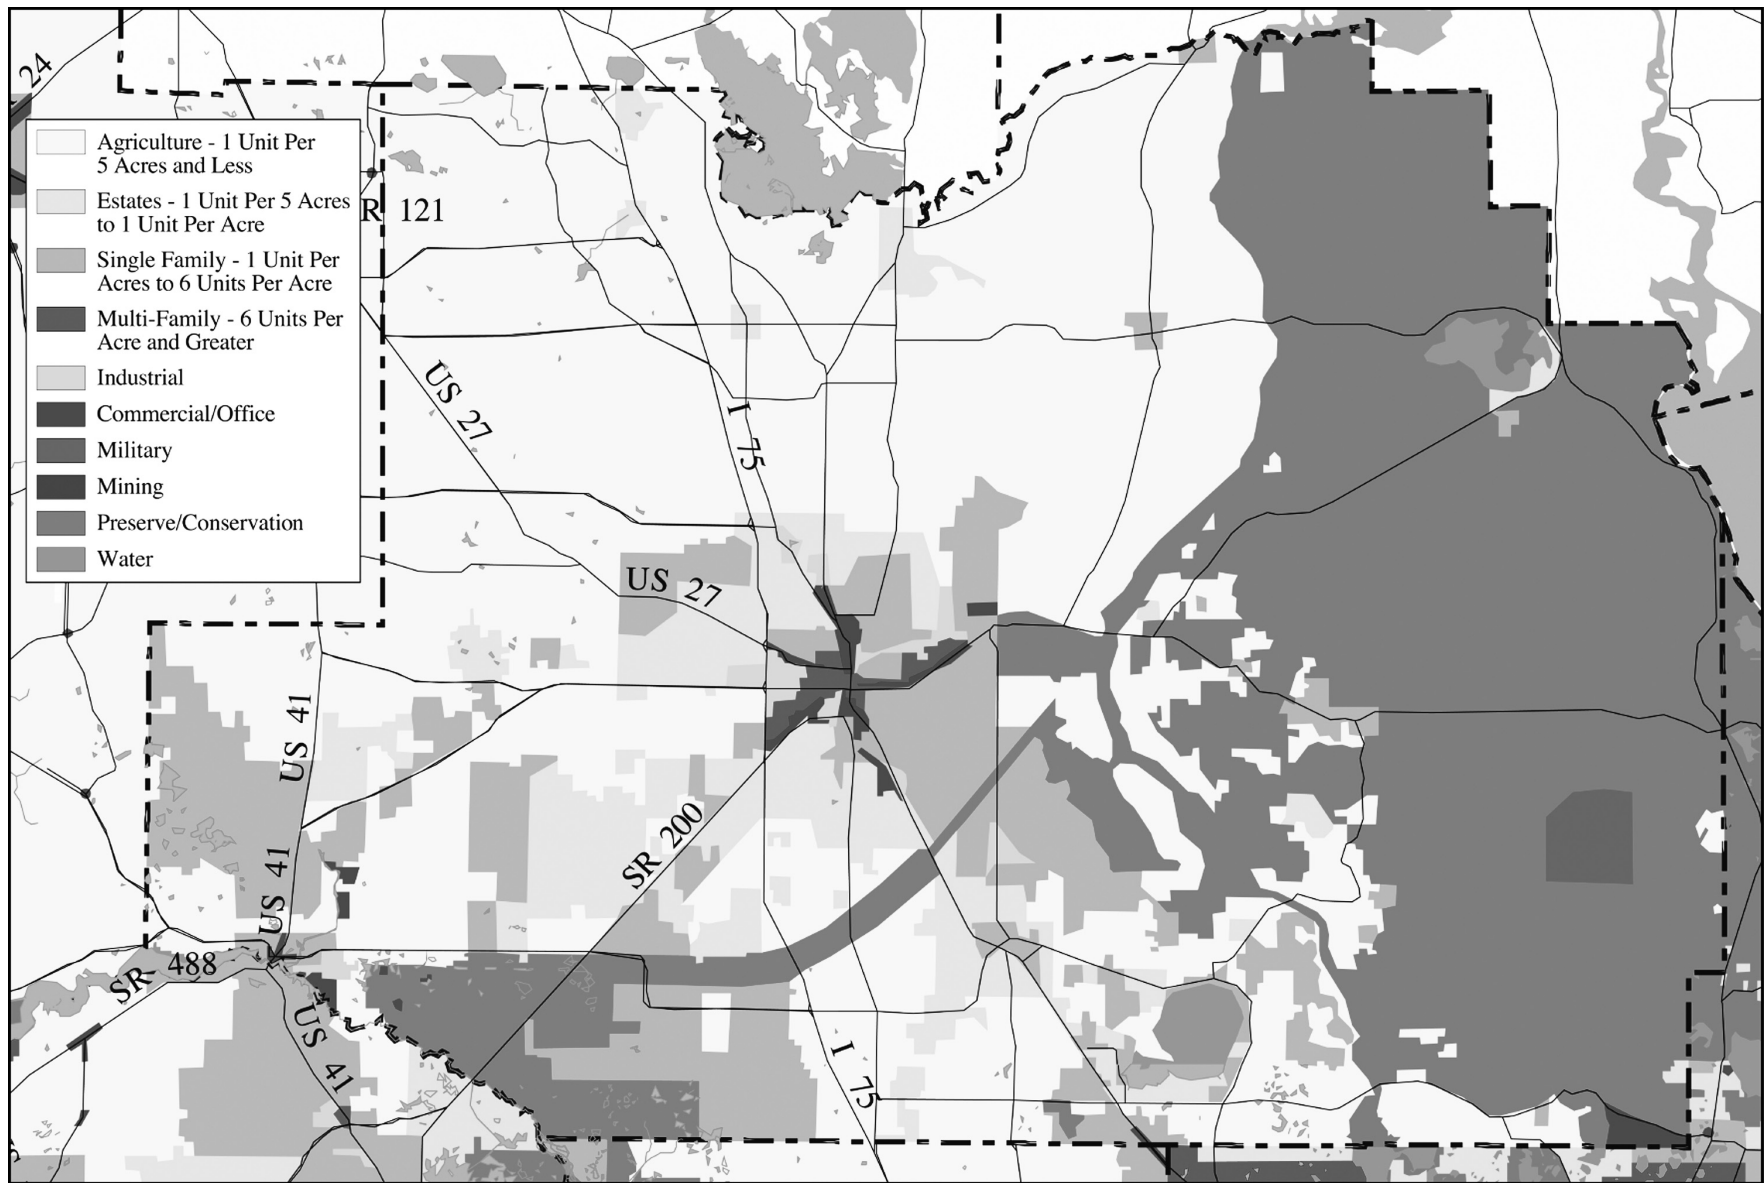 24
Agriculture - 1 Unit Per
5 Acres and Less
Estates - 1 Unit Per 5 Acres
to 1 Unit Per Acre
Single Family - 1 Unit Per
Acres to 6 Units Per Acre
Multi-Family - 6 Units Per
Acre and Greater
Industrial
Commercial/Office
Military
Mining
Preserve/Conservation
Water
R 121
US 27
I 75
US 27
US 41
US 41
SR 200
SR 488
US 41
I 75